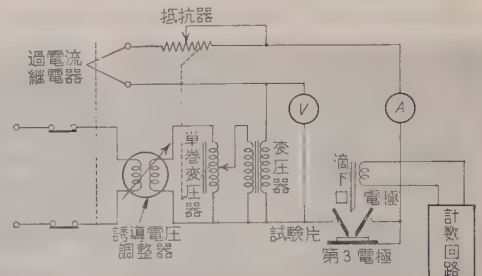 抵抗器
過電流
継電器
単巻変圧器
変圧器
V
A
滴下口
電極
計数回路
誘導電圧
調整器
試験片
第3電極